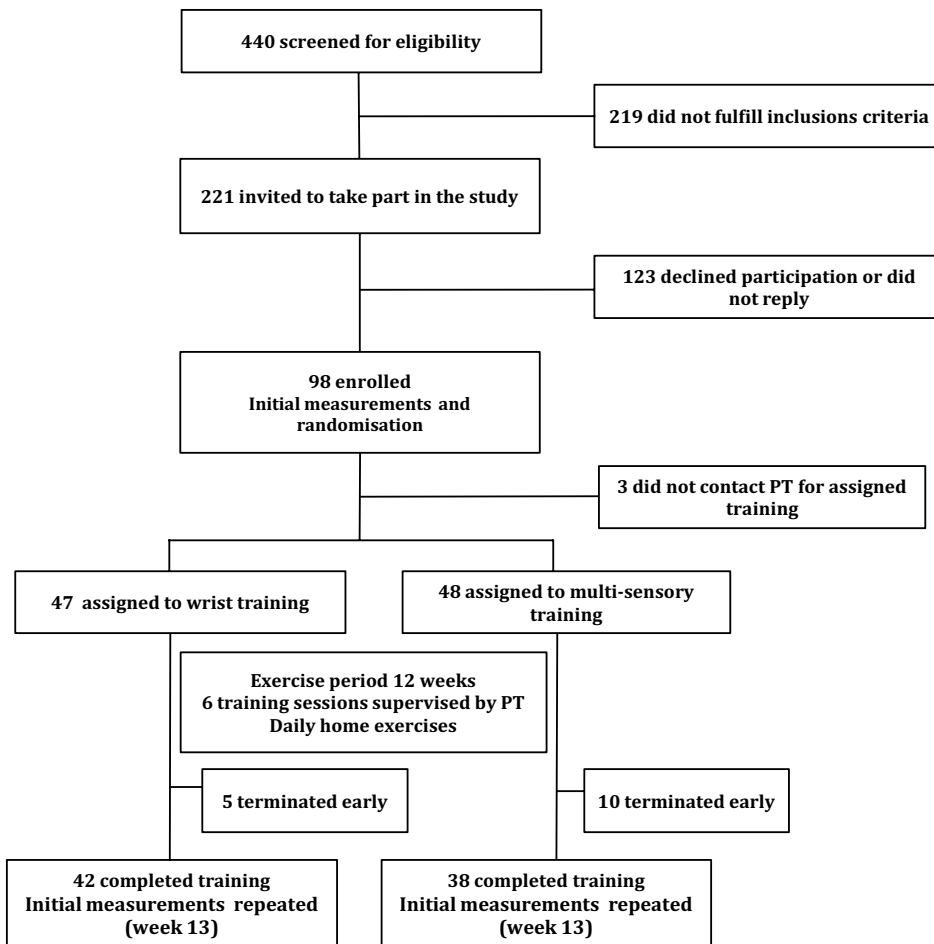 440 screened for eligibility
219 did not fulfill inclusions criteria
221 invited to take part in the study
123 declined participation or did
not reply
98 enrolled
Initial measurements and
randomisation
3 did not contact PT for assigned
training
47 assigned to wrist training
48 assigned to multi-sensory
training
Exercise period 12 weeks
6 training sessions supervised by PT
Daily home exercises
5 terminated early
10 terminated early
42 completed training
Initial measurements repeated
(week 13)
38 completed training
Initial measurements repeated
(week 13)